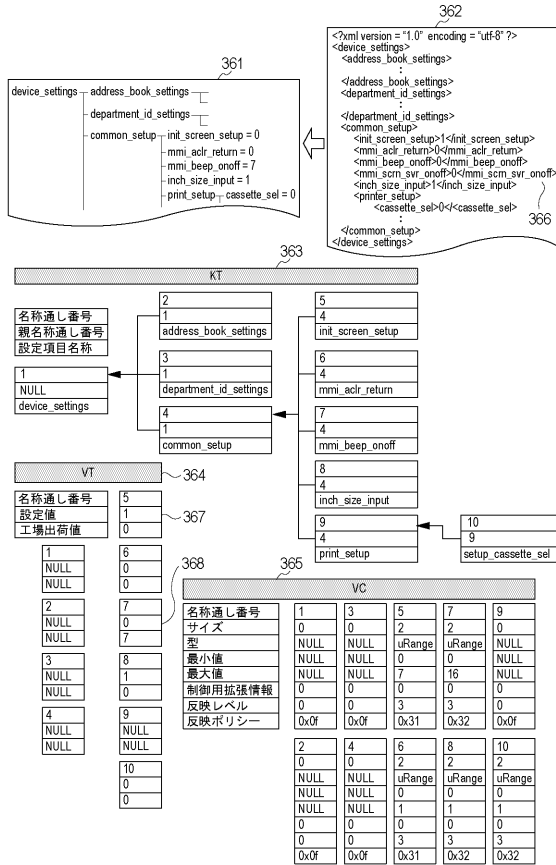 361
device_settings address_book_settings
department_id_settings
common_setup init_screen_setup = 0
mmi_aclr_return = 0
mmi_beep_onoff = 7
inch_size_input = 1
print_setup cassette_sel = 0
362
<?xml version = "1.0" encoding = "utf-8" ?>
<device_settings>
<address_book_settings>
⋮
</address_book_settings>
<department_id_settings>
⋮
</department_id_settings>
<common_setup>
<init_screen_setup>1</init_screen_setup>
<mmi_aclr_return>0</mmi_aclr_return>
<mmi_beep_onoff>0</mmi_beep_onoff>
<mmi_scrn_svr_onoff>0</mmi_scrn_svr_onoff>
<inch_size_input>1</inch_size_input>
<printer_setup>
<cassette_sel>0</<cassette_sel>
⋮
</common_setup>
</device_settings>
366
363
KT
名称通し番号
親名称通し番号
設定項目名称
1
NULL
device_settings
2
1
address_book_settings
3
1
department_id_settings
4
1
common_setup
5
4
init_screen_setup
6
4
mmi_aclr_return
7
4
mmi_beep_onoff
8
4
inch_size_input
9
4
print_setup
10
9
setup_cassette_sel
VT
364
名称通し番号
設定値
工場出荷値
367
368
1
NULL
NULL
2
NULL
NULL
3
NULL
NULL
4
NULL
NULL
5
1
0
6
0
0
7
0
7
8
1
0
9
NULL
NULL
10
0
0
365
VC
名称通し番号 1 3 5 7 9
サイズ 0 0 2 2 0
型 NULL NULL uRange uRange NULL
最小値 NULL NULL 0 0 NULL
最大値 NULL NULL 7 16 NULL
制御用拡張情報 0 0 0 0 0
反映レベル 0 0 3 3 0
反映ポリシー 0x0f 0x0f 0x31 0x32 0x0f
2 4 6 8 10
0 0 2 2 2
NULL NULL uRange uRange uRange
NULL NULL 0 0 0
NULL NULL 1 1 1
0 0 0 0 0
0 0 3 3 3
0x0f 0x0f 0x31 0x32 0x32